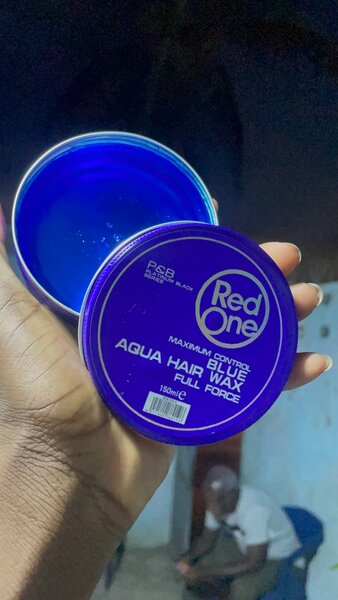 P&B
PLATINUM BLACK
SERIES
Red
One
MAXIMUM CONTROL
BLUE
AQUA HAIR WAX
FULL FORCE
150ml e